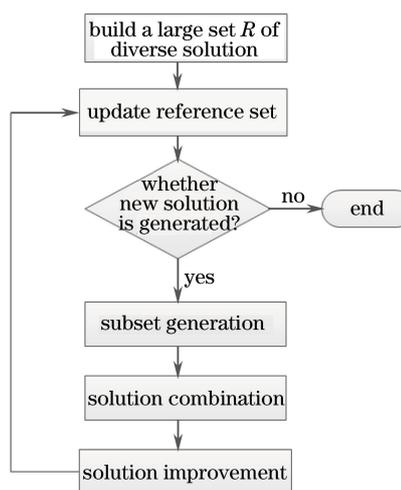 build a large set R of
diverse solution
update reference set
whether
new solution
is generated?
no
end
yes
subset generation
solution combination
solution improvement